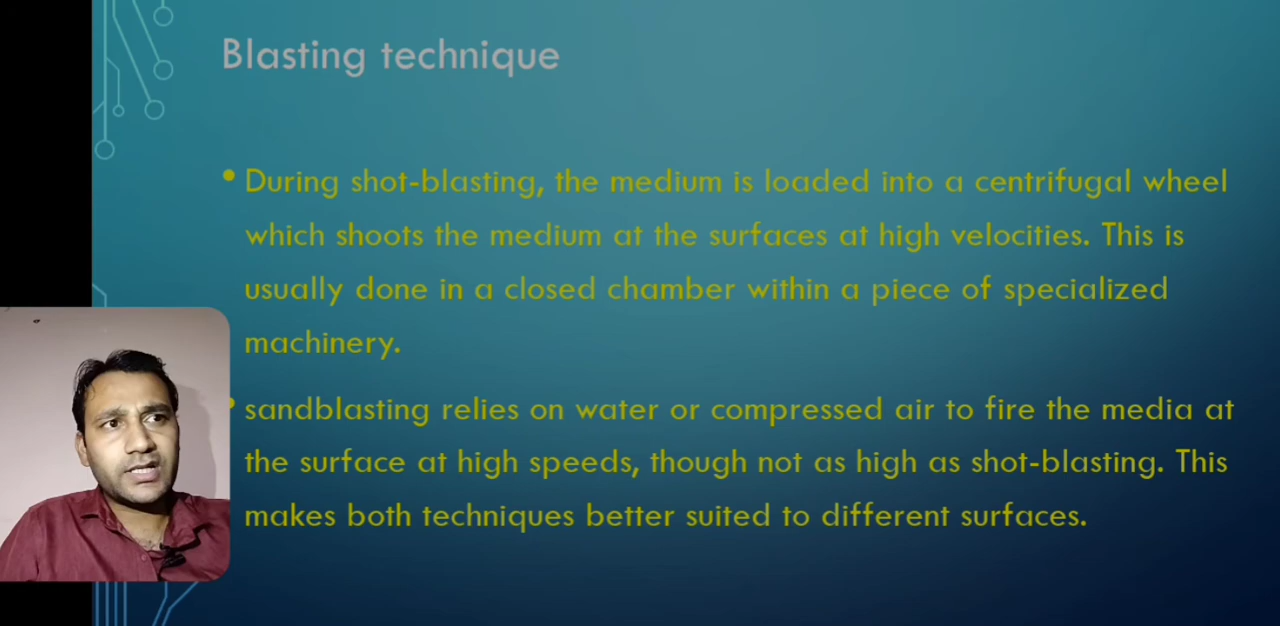 Blasting technique
• During shot-blasting, the medium is loaded into a centrifugal wheel
which shoots the medium at the surfaces at high velocities. This is
usually done in a closed chamber within a piece of specialized
machinery.
• sandblasting relies on water or compressed air to fire the media at
the surface at high speeds, though not as high as shot-blasting. This
makes both techniques better suited to different surfaces.